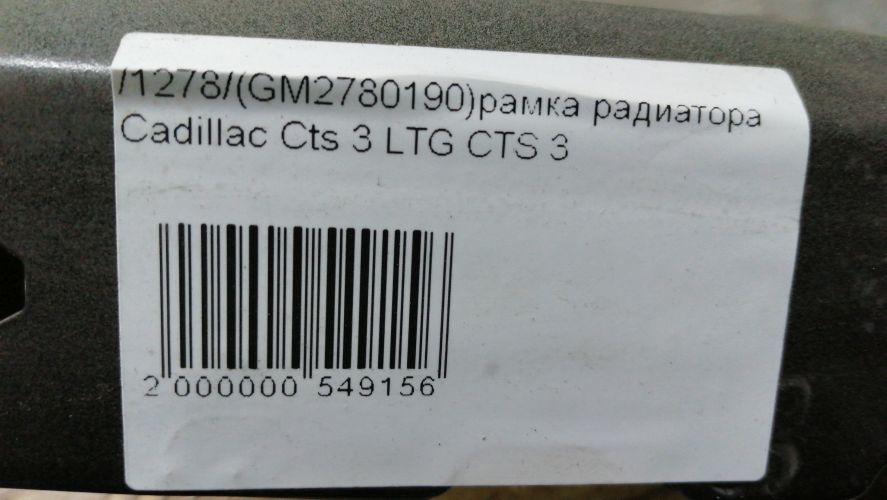 /1278/(GM2780190)рамка радиатора
Cadillac Cts 3 LTG CTS 3
2 000000 549156